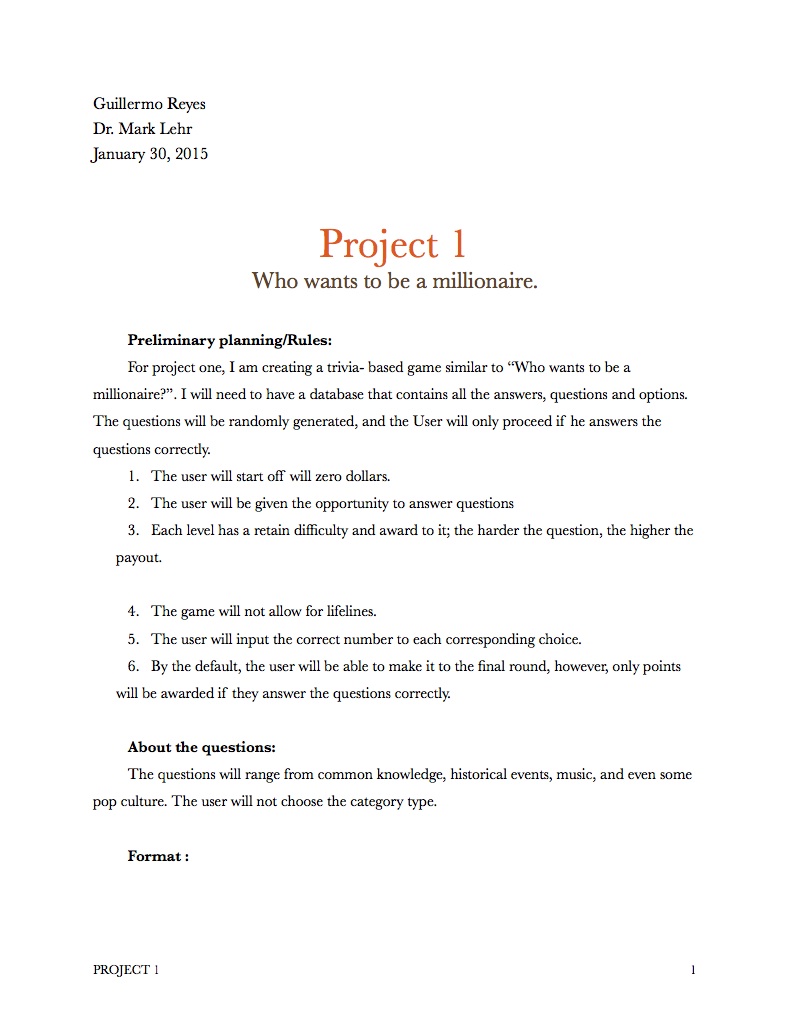 Guillermo Reyes
Dr. Mark Lehr
January 30, 2015
Project 1
Who wants to be a millionaire.
Preliminary planning/Rules:
For project one, I am creating a trivia- based game similar to “Who wants to be a
millionaire?”. I will need to have a database that contains all the answers, questions and options.
The questions will be randomly generated, and the User will only proceed if he answers the
questions correctly.
1. The user will start off will zero dollars.
2. The user will be given the opportunity to answer questions
3. Each level has a retain difficulty and award to it; the harder the question, the higher the
payout.
4. The game will not allow for lifelines.
5. The user will input the correct number to each corresponding choice.
6. By the default, the user will be able to make it to the final round, however, only points
will be awarded if they answer the questions correctly.
About the questions:
The questions will range from common knowledge, historical events, music, and even some
pop culture. The user will not choose the category type.
Format :
PROJECT 1 1